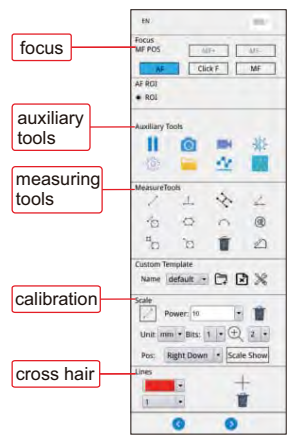 EN
focus
Focus
MF POS
MF+
MF-
AF
Click F
MF
AF ROI
ROI
auxiliary tools
Auxiliary Tools
measuring tools
MeasureTools
Custom Template
Name default
calibration
Scale
Power: 10
Unit mm Bits: 1 2
Pos: Right Down Scale Show
cross hair
Lines
1